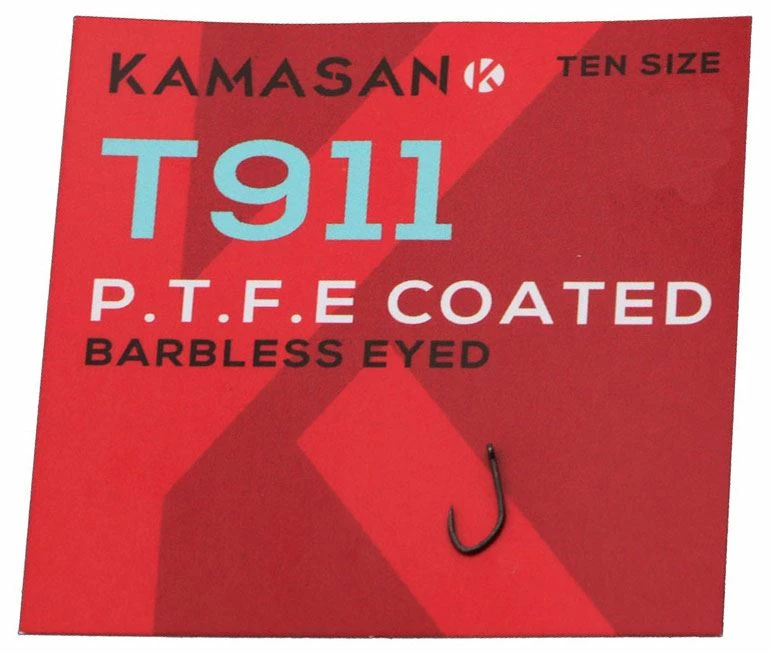 KAMASAN K TEN SIZE
T911
P.T.F.E COATED
BARBLESS EYED